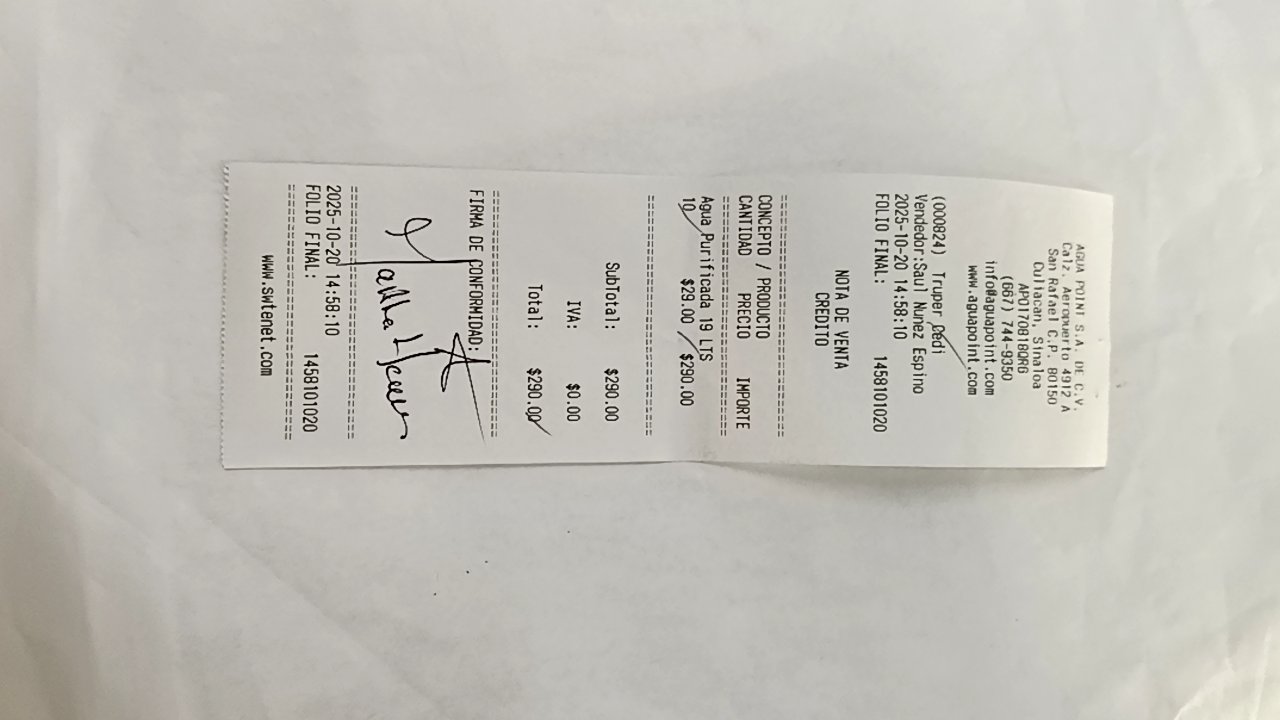 AGUA POINT S.A. DE C.V.
Calz. Aeropuerto 4912 A
San Rafael C.P. 80150
Culiacan, Sinaloa
APO170818QR6
(667) 744-9350
info@aguapoint.com
www.aguapoint.com
(000824) Truper Cedi
Vendedor:Saul Nunez Espino
2025-10-20 14:58:10
FOLIO FINAL: 1458101020
NOTA DE VENTA
CREDITO
==========================
CONCEPTO / PRODUCTO
CANTIDAD PRECIO IMPORTE
==========================
Agua Purificada 19 LTS
10 $29.00 $290.00
==========================
SubTotal: $290.00
IVA: $0.00
Total: $290.00
==========================
FIRMA DE CONFORMIDAD:
==========================
2025-10-20 14:58:10
FOLIO FINAL: 1458101020
==========================
www.swtenet.com